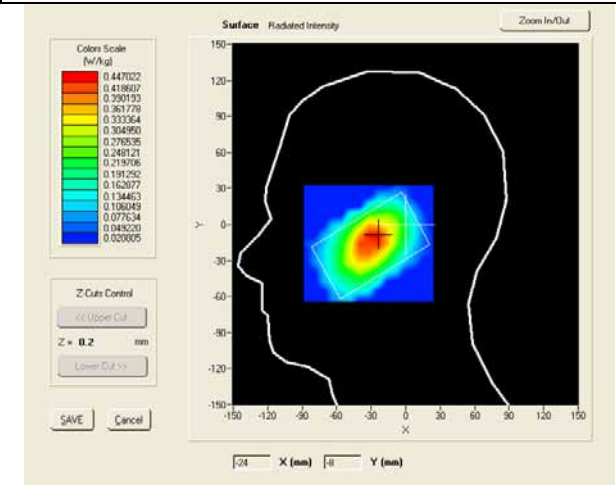 Surface Radiated Intensity
Zoom In/Out
Colors Scale
(W/kg)
0.447022
0.418607
0.390193
0.361778
0.333364
0.304950
0.276535
0.248121
0.219706
0.191292
0.162877
0.134463
0.106049
0.077634
0.049220
0.020805
Z-Cuts Control
<< Upper Cut
Z = 0.2 mm
Lower Cut >>
SAVE
Cancel
150
120
90
60
30
0
-30
-60
-90
-120
-150
Y
-150 -120 -90 -60 -30 0 30 60 90 120 150
X
-24 X (mm) -8 Y (mm)